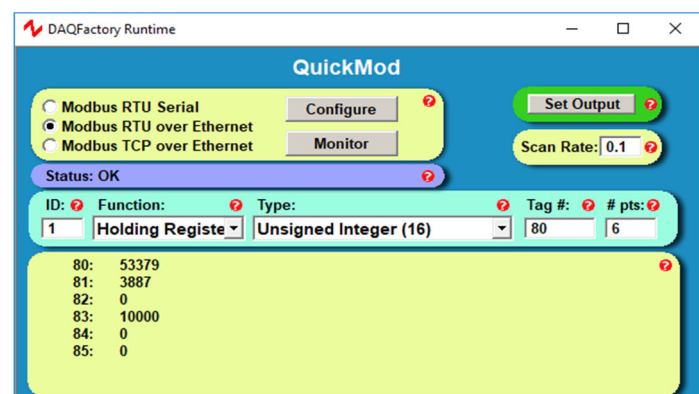 DAQFactory Runtime
QuickMod
Modbus RTU Serial
Modbus RTU over Ethernet
Modbus TCP over Ethernet
Configure
Monitor
?
Set Output ?
Scan Rate: 0.1 ?
Status: OK ?
ID: ? Function: ? Type: ? Tag #: ? # pts: ?
1 Holding Registe Unsigned Integer (16) 80 6
80: 53379 ?
81: 3887
82: 0
83: 10000
84: 0
85: 0